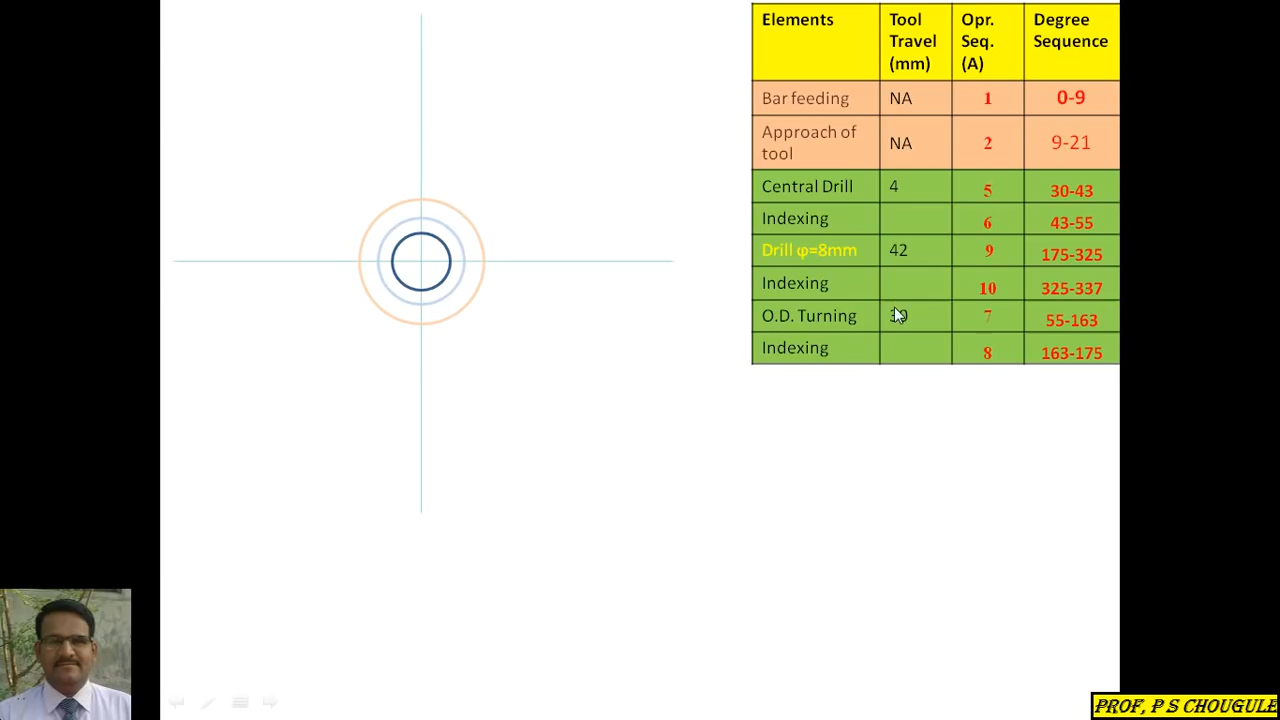 Elements Tool Travel (mm) Opr. Seq. (A) Degree Sequence
Bar feeding NA 1 0-9
Approach of tool NA 2 9-21
Central Drill 4 5 30-43
Indexing 6 43-55
Drill φ=8mm 42 9 175-325
Indexing 10 325-337
O.D. Turning 7 55-163
Indexing 8 163-175
PROF, P S CHOUGULE